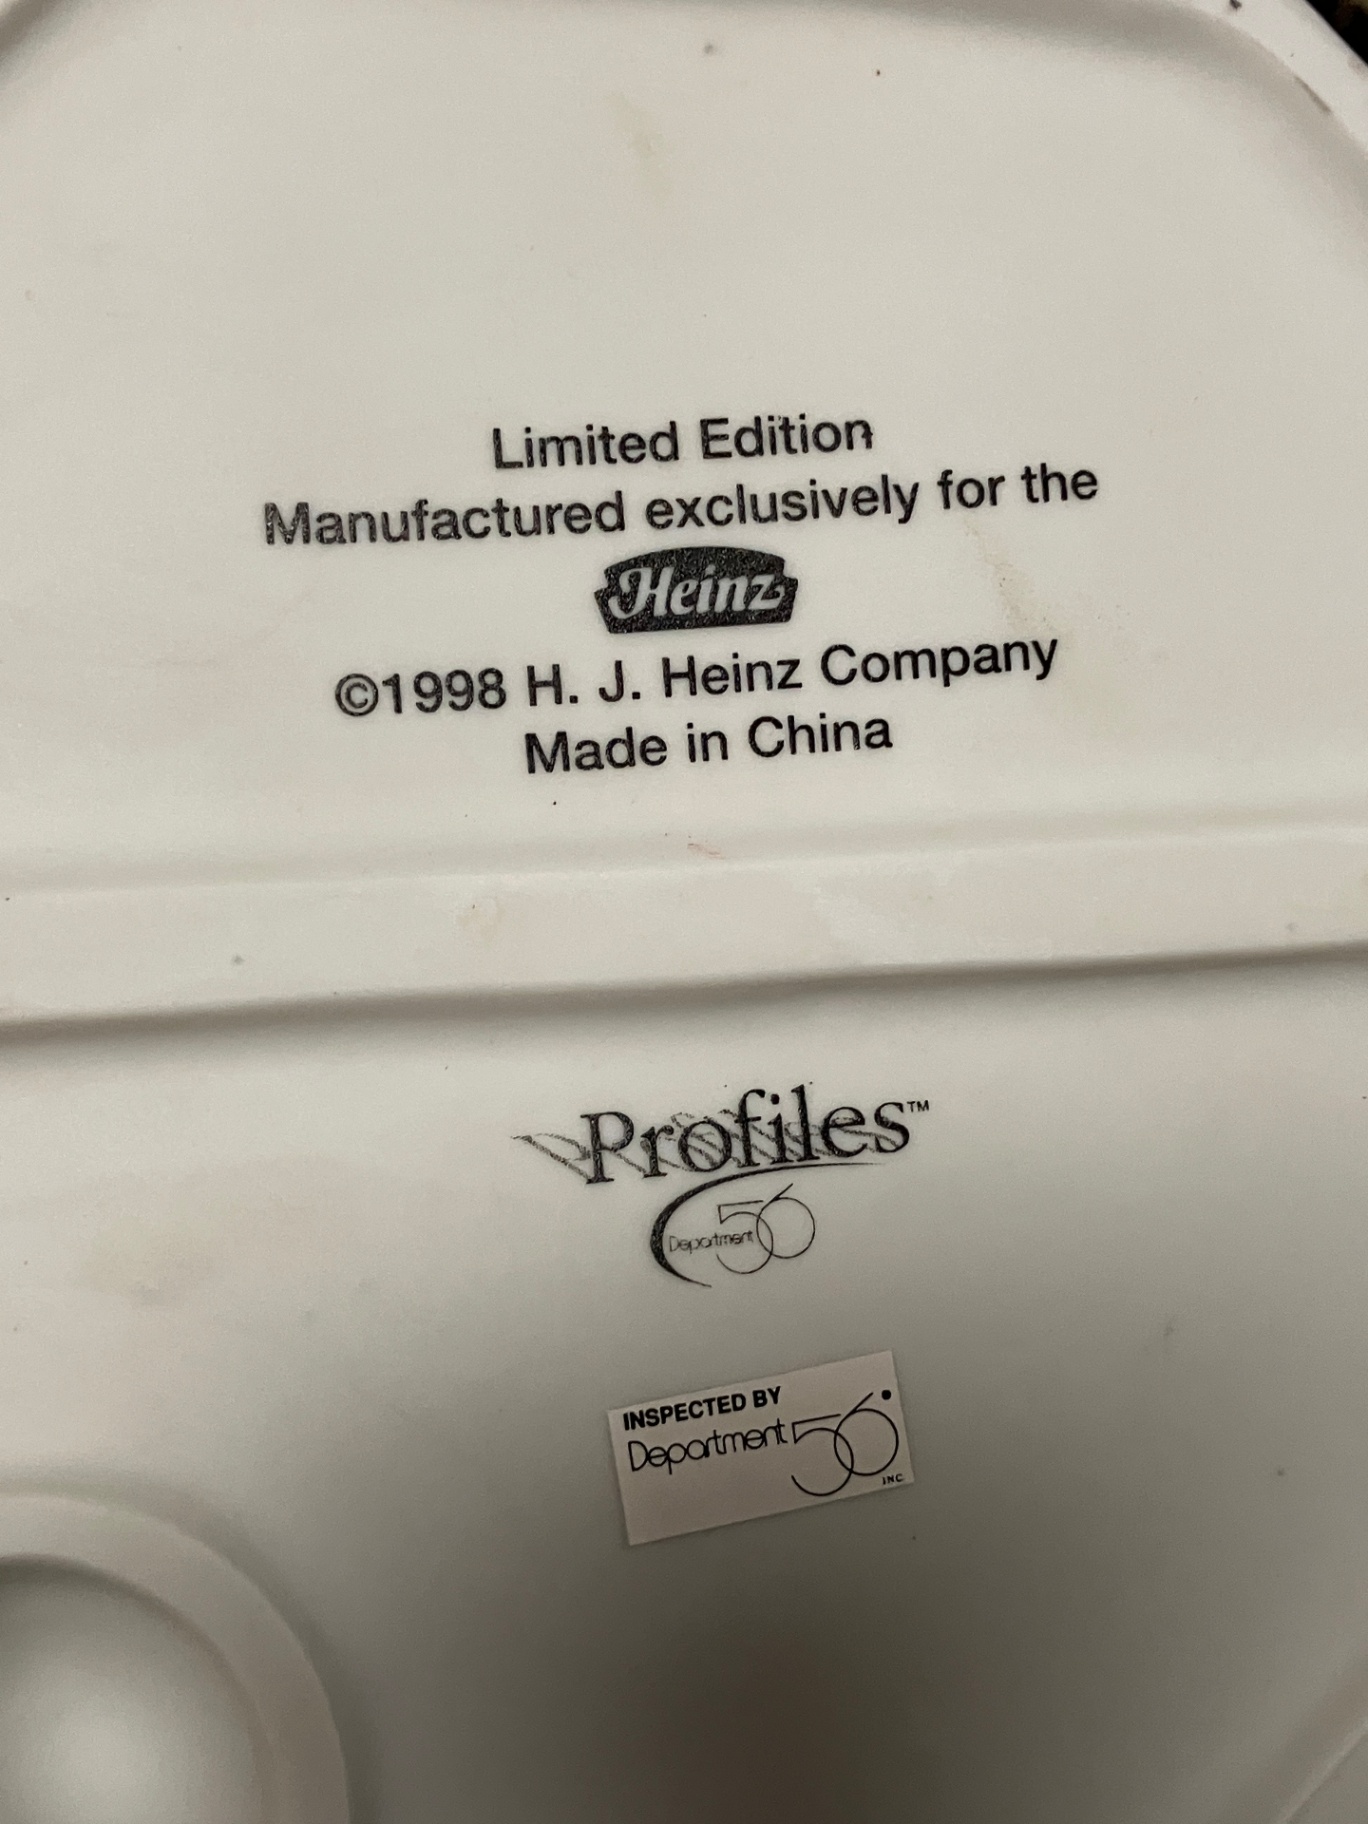 Limited Edition
Manufactured exclusively for the
Heinz
©1998 H. J. Heinz Company
Made in China
Profiles™
Department 56
INSPECTED BY
Department 56
INC.